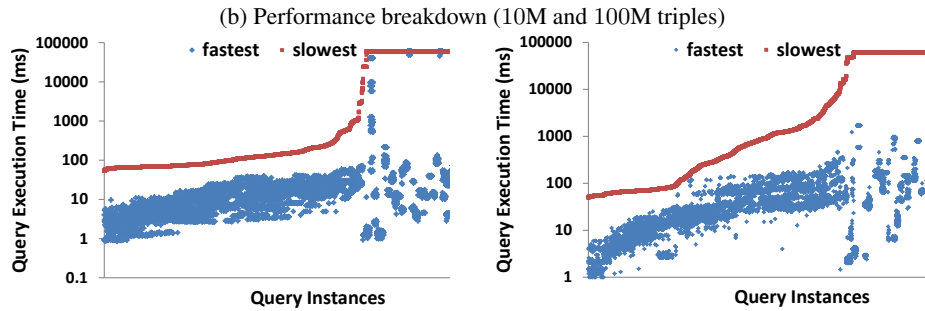 (b) Performance breakdown (10M and 100M triples)
Query Execution Time (ms)
100000
10000
1000
100
10
1
0.1
fastest slowest
Query Instances
Query Execution Time (ms)
100000
10000
1000
100
10
1
fastest slowest
Query Instances